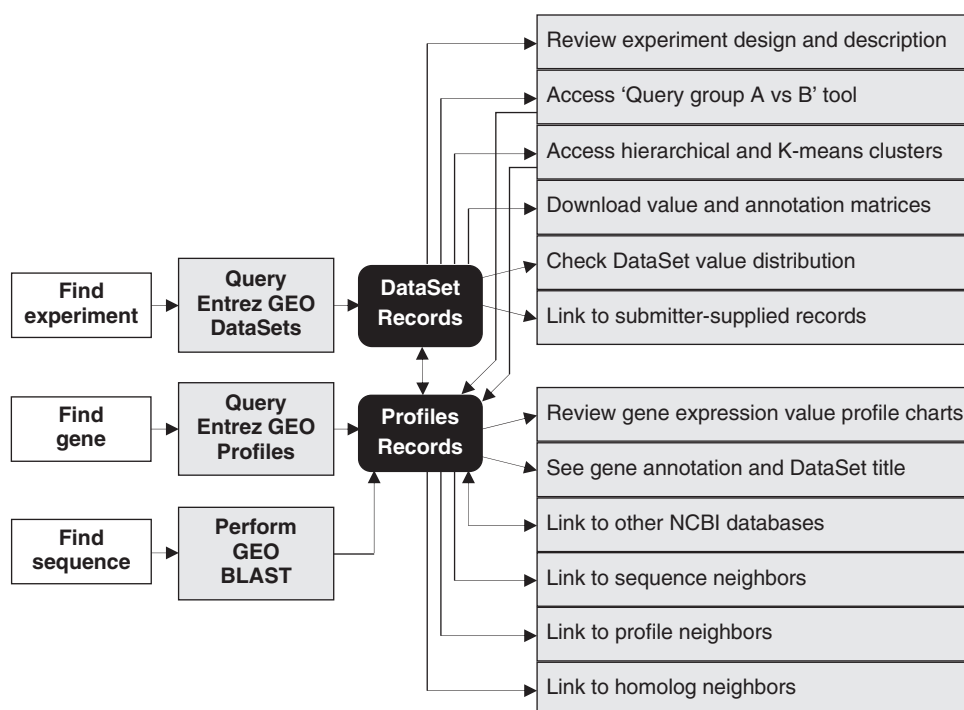 Review experiment design and description
Access ‘Query group A vs B’ tool
Access hierarchical and K-means clusters
Download value and annotation matrices
Check DataSet value distribution
Link to submitter-supplied records
Find
experiment
Query
Entrez GEO
DataSets
DataSet
Records
Find
gene
Query
Entrez GEO
Profiles
Profiles
Records
Review gene expression value profile charts
See gene annotation and DataSet title
Link to other NCBI databases
Link to sequence neighbors
Link to profile neighbors
Link to homolog neighbors
Find
sequence
Perform
GEO
BLAST